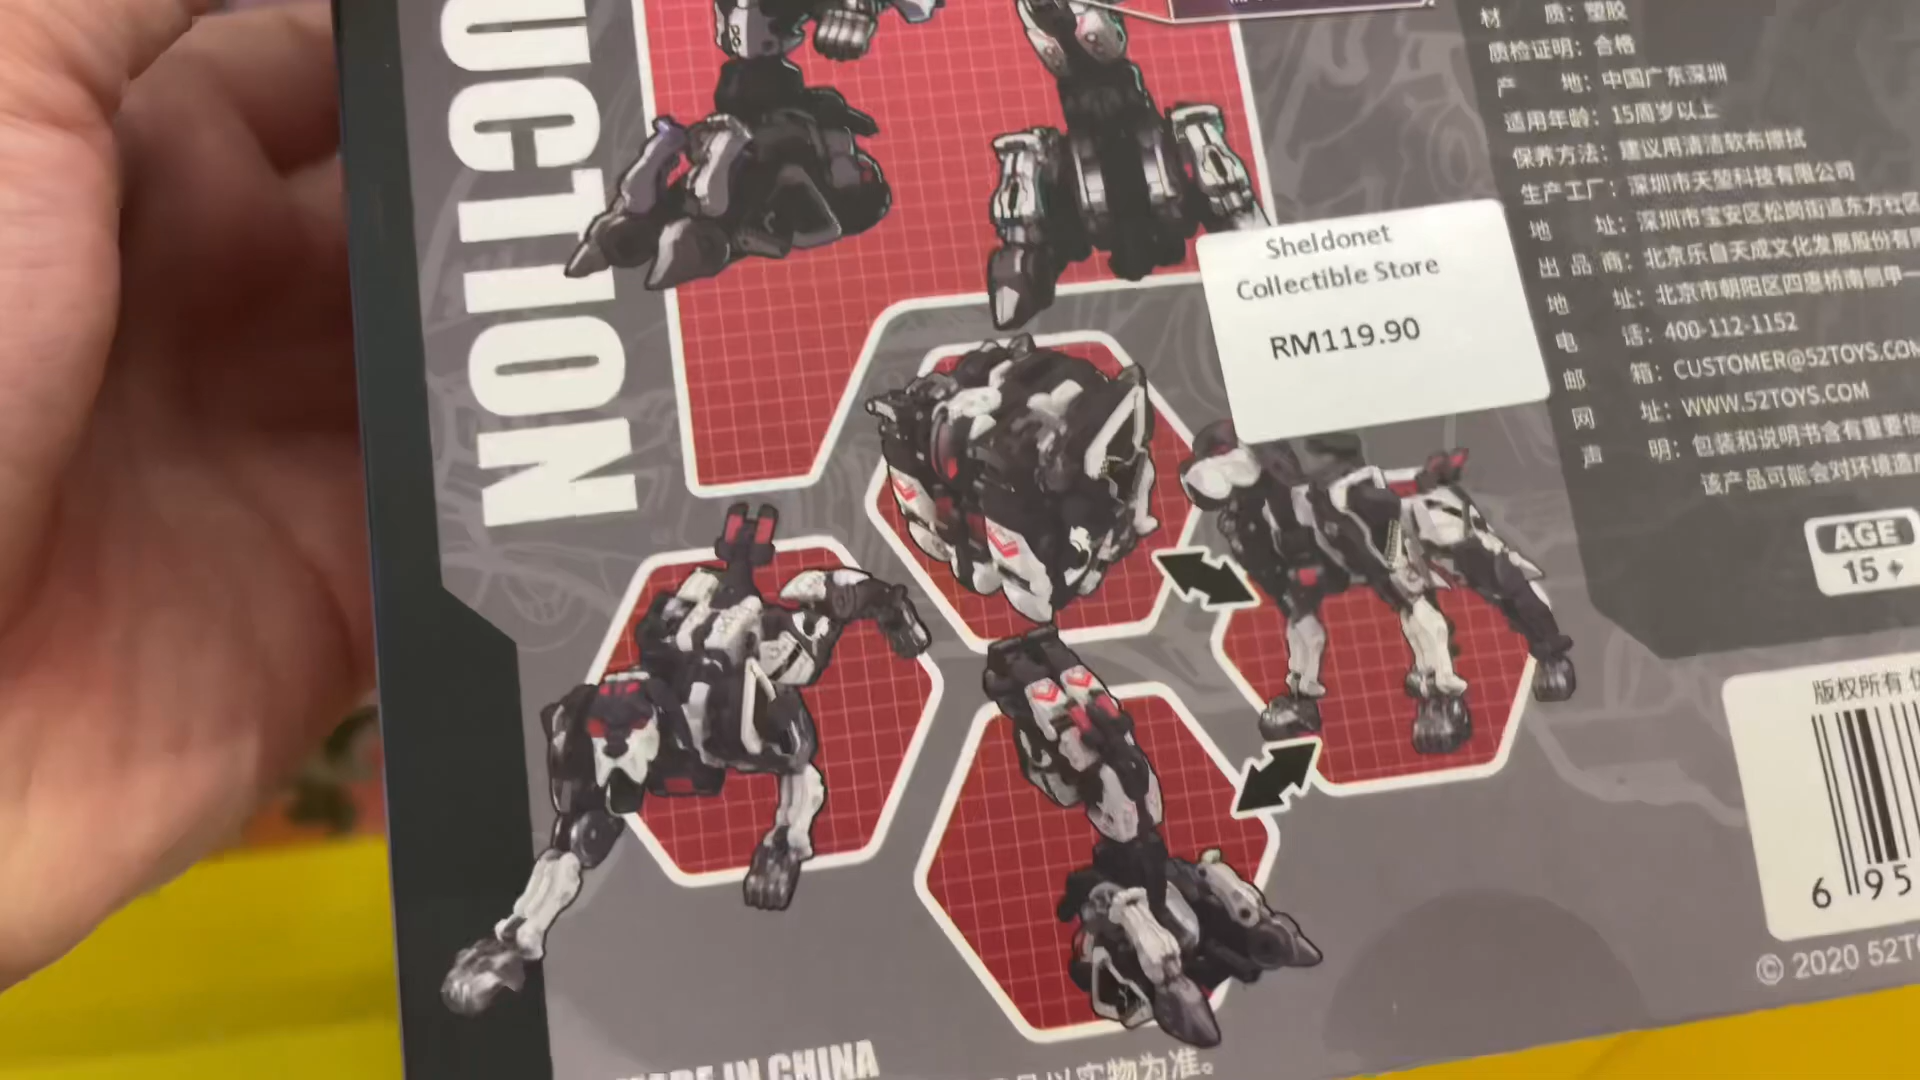 UCTION
材 质：塑胶
质检证明：合格
产 地：中国广东深圳
适用年龄：15周岁以上
保养方法：建议用清洁软布擦拭
生产工厂：深圳市天堃科技有限公司
地 址：深圳市宝安区松岗街道东方社区
出 品 商：北京乐自天成文化发展股份有限
地 址：北京市朝阳区四惠桥南侧甲一
电 话：400-112-1152
邮 箱：CUSTOMER@52TOYS.COM
网 址：WWW.52TOYS.COM
声 明：包装和说明书含有重要信
该产品可能会对环境造成
Sheldonet
Collectible Store
RM119.90
AGE
15+
版权所有
6 95
© 2020 52TO
MADE IN CHINA
以实物为准。